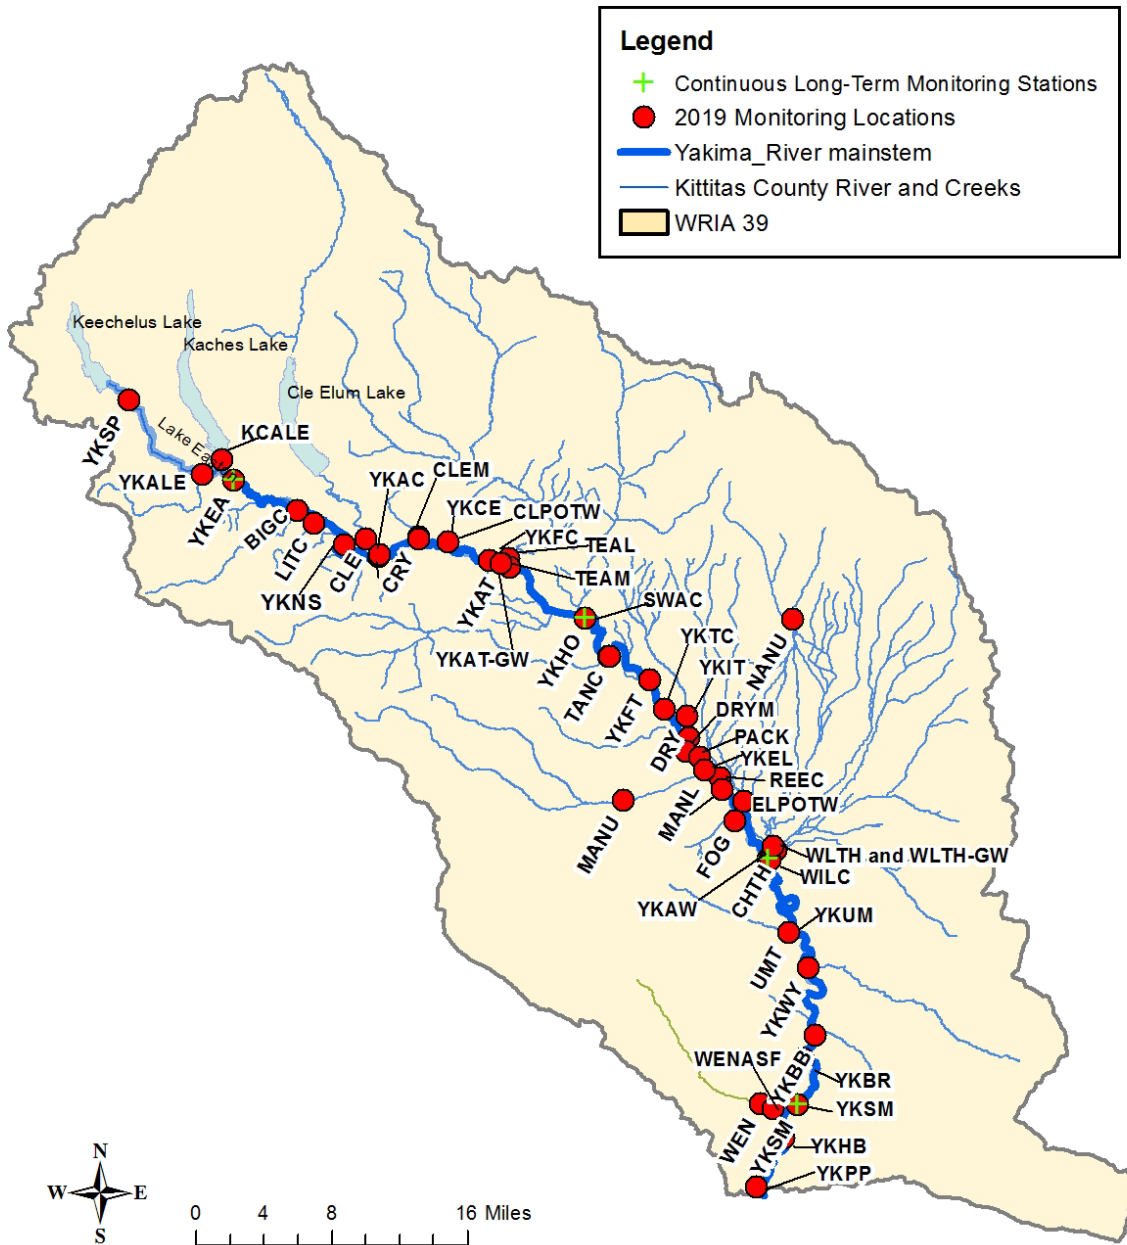 Legend
Continuous Long-Term Monitoring Stations
2019 Monitoring Locations
Yakima_River mainstem
Kittitas County River and Creeks
WRIA 39
Keechelus Lake
Kaches Lake
Cle Elum Lake
Lake Ea
KCALE
YKSP
YKALE
YKEA
BIGC
LITC
YKNS
CLE
YKAC
CRY
CLEM
YKCE
CLPOTW
YKFC
TEAL
TEAM
YKAT
YKAT-GW
SWAC
YKHO
TANC
YKTC
YKIT
NANU
YKFT
DRYM
DRY
PACK
YKEL
REEC
MANU
MANL
ELPOTW
FOG
WLTH and WLTH-GW
WILC
YKAW
CHTH
YKUM
UMT
YKWY
WENASF
YKBB
YKBR
YKSM
WEN
YKSM
YKHB
YKPP
N
W
E
S
0 4 8 16 Miles